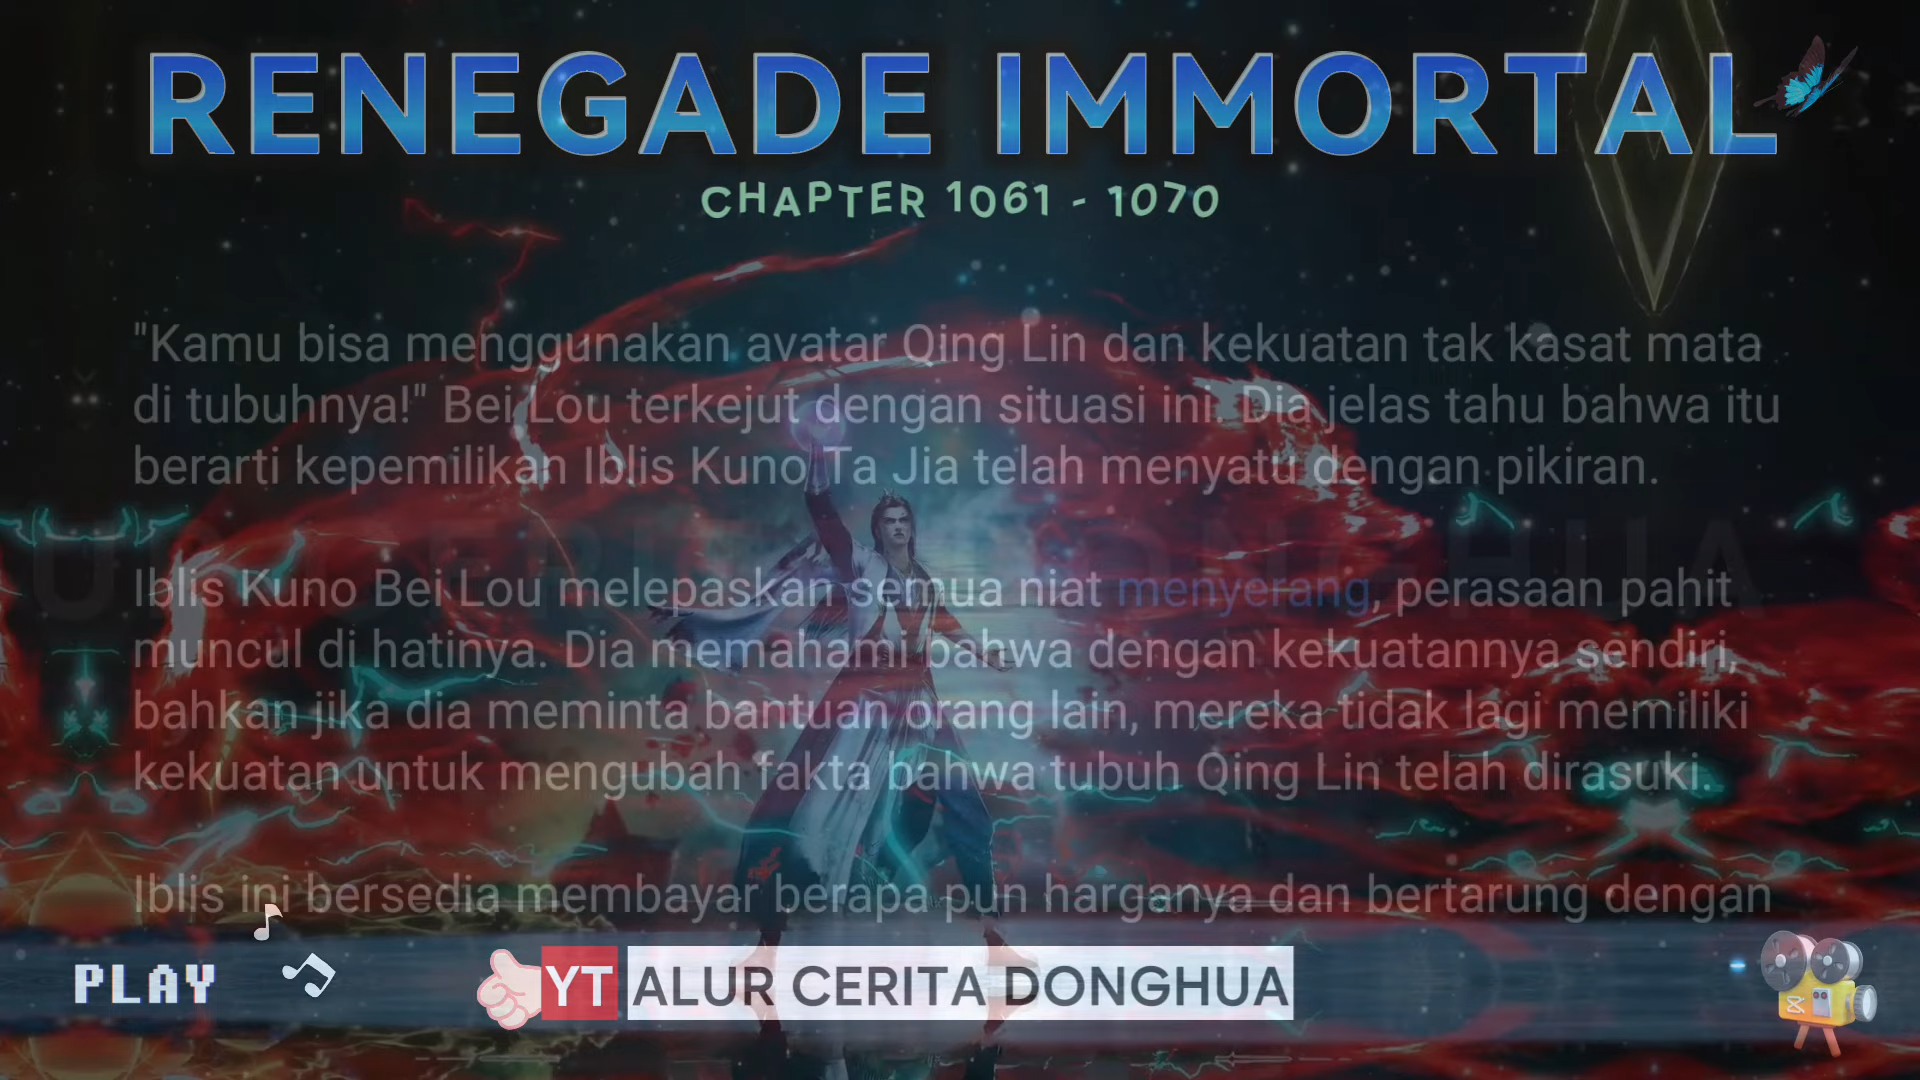 RENEGADE IMMORTAL
CHAPTER 1061 - 1070
"Kamu bisa menggunakan avatar Qing Lin dan kekuatan tak kasat mata
di tubuhnya!" Bei Lou terkejut dengan situasi ini. Dia jelas tahu bahwa itu
berarti kepemilikan Iblis Kuno Ta Jia telah menyatu dengan pikiran.
Iblis Kuno Bei Lou melepaskan semua niat menyerang, perasaan pahit
muncul di hatinya. Dia memahami bahwa dengan kekuatannya sendiri,
bahkan jika dia meminta bantuan orang lain, mereka tidak lagi memiliki
kekuatan untuk mengubah fakta bahwa tubuh Qing Lin telah dirasuki.
Iblis ini bersedia membayar berapa pun harganya dan bertarung dengan
PLAY
YT ALUR CERITA DONGHUA